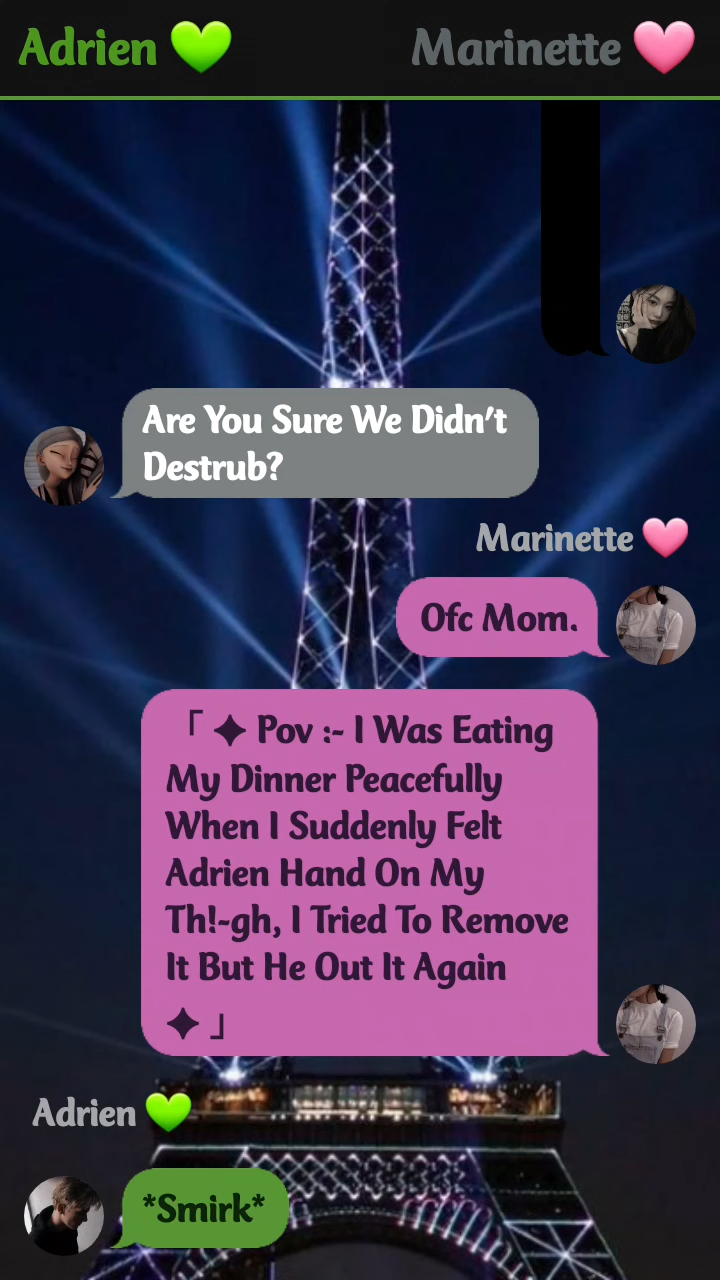 Adrien 💚
Marinette 🩷
Are You Sure We Didn't
Destrub?
Marinette 🩷
Ofc Mom.
「 ✦ Pov :- I Was Eating
My Dinner Peacefully
When I Suddenly Felt
Adrien Hand On My
Th!-gh, I Tried To Remove
It But He Out It Again
✦ 」
Adrien 💚
*Smirk*